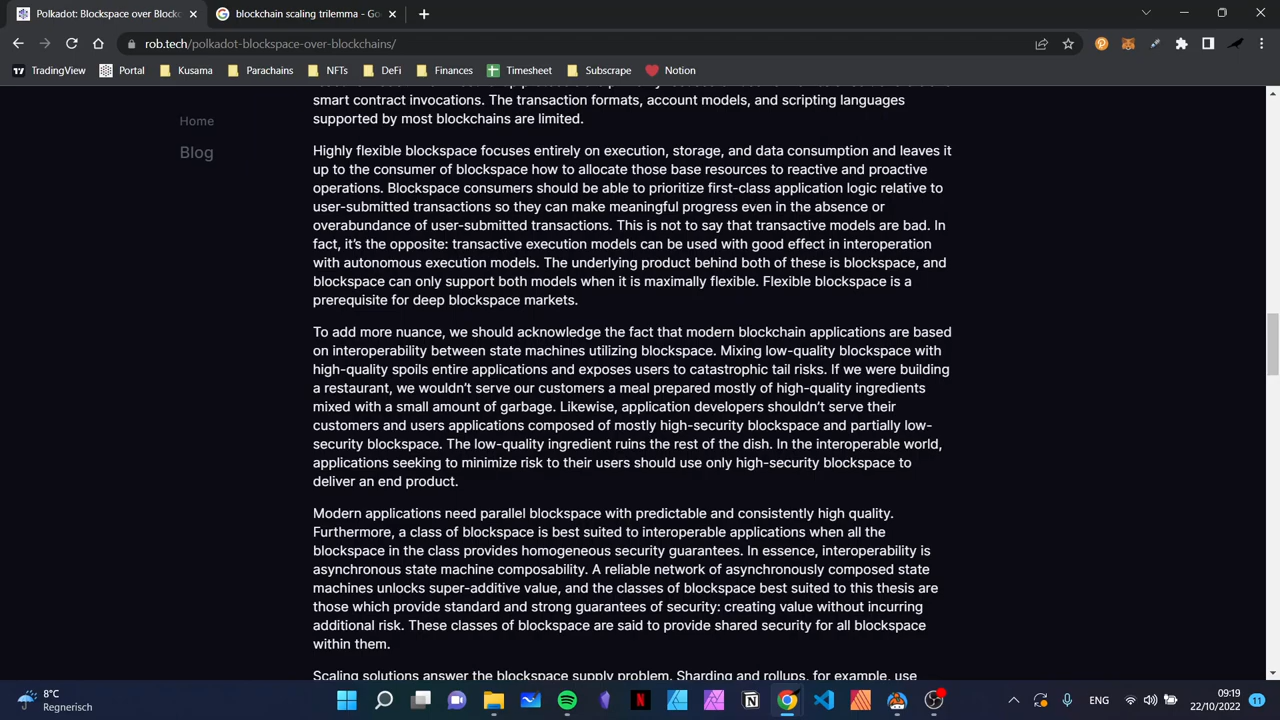 Polkadot: Blockspace over Blockc
blockchain scaling trilemma - Go
rob.tech/polkadot-blockspace-over-blockchains/
TradingView Portal Kusama Parachains NFTs DeFi Finances Timesheet Subscrape Notion
Home
Blog
smart contract invocations. The transaction formats, account models, and scripting languages
supported by most blockchains are limited.
Highly flexible blockspace focuses entirely on execution, storage, and data consumption and leaves it
up to the consumer of blockspace how to allocate those base resources to reactive and proactive
operations. Blockspace consumers should be able to prioritize first-class application logic relative to
user-submitted transactions so they can make meaningful progress even in the absence or
overabundance of user-submitted transactions. This is not to say that transactive models are bad. In
fact, it's the opposite: transactive execution models can be used with good effect in interoperation
with autonomous execution models. The underlying product behind both of these is blockspace, and
blockspace can only support both models when it is maximally flexible. Flexible blockspace is a
prerequisite for deep blockspace markets.
To add more nuance, we should acknowledge the fact that modern blockchain applications are based
on interoperability between state machines utilizing blockspace. Mixing low-quality blockspace with
high-quality spoils entire applications and exposes users to catastrophic tail risks. If we were building
a restaurant, we wouldn't serve our customers a meal prepared mostly of high-quality ingredients
mixed with a small amount of garbage. Likewise, application developers shouldn't serve their
customers and users applications composed of mostly high-security blockspace and partially low-
security blockspace. The low-quality ingredient ruins the rest of the dish. In the interoperable world,
applications seeking to minimize risk to their users should use only high-security blockspace to
deliver an end product.
Modern applications need parallel blockspace with predictable and consistently high quality.
Furthermore, a class of blockspace is best suited to interoperable applications when all the
blockspace in the class provides homogeneous security guarantees. In essence, interoperability is
asynchronous state machine composability. A reliable network of asynchronously composed state
machines unlocks super-additive value, and the classes of blockspace best suited to this thesis are
those which provide standard and strong guarantees of security: creating value without incurring
additional risk. These classes of blockspace are said to provide shared security for all blockspace
within them.
Scaling solutions answer the blockspace supply problem. Sharding and rollups, for example, use
8°C
Regnerisch
ENG
09:19
22/10/2022
11